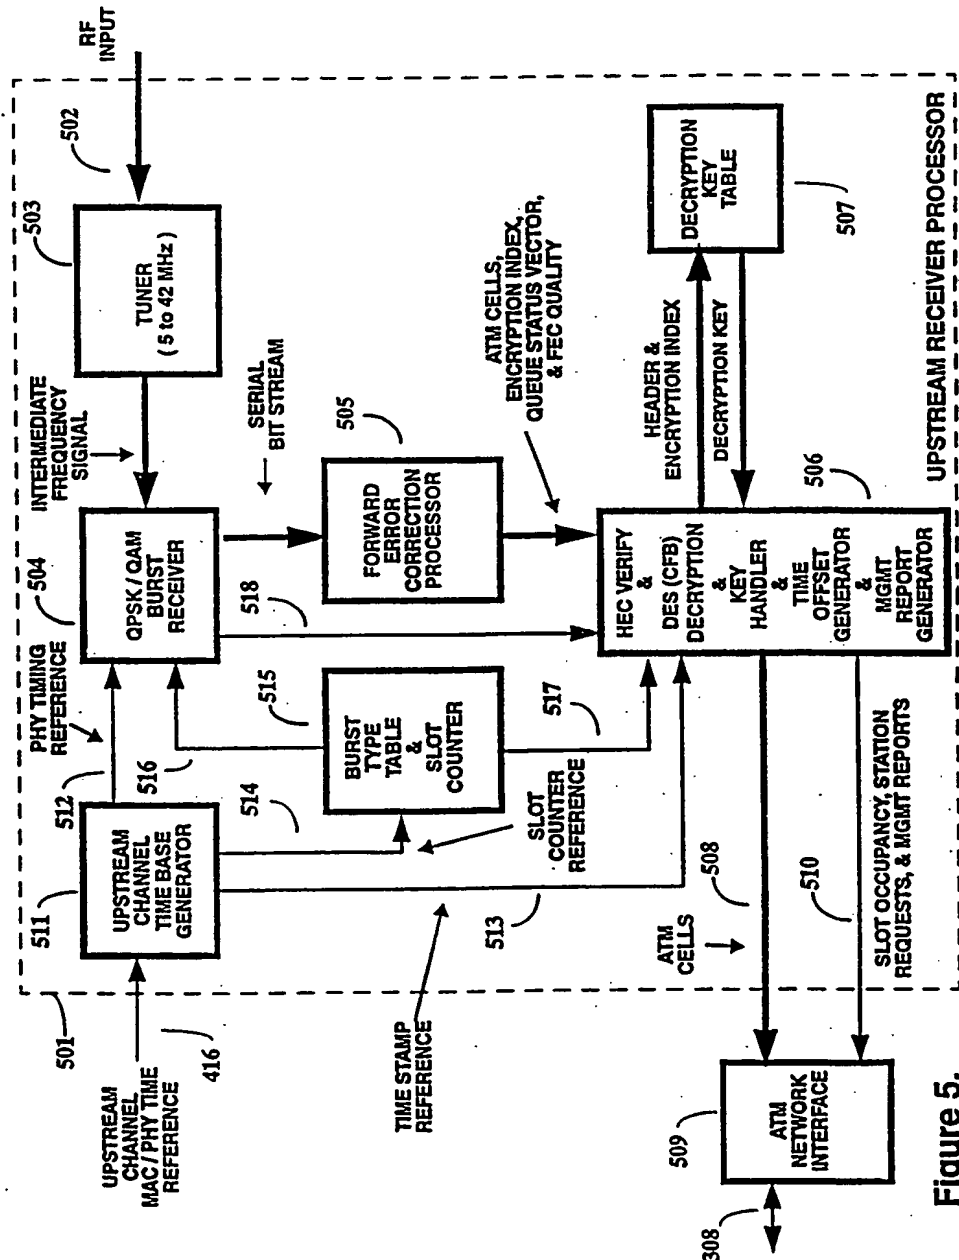 UPSTREAM
CHANNEL
MAC / PHY TIME
REFERENCE
416
501
511
UPSTREAM
CHANNEL
TIME BASE
GENERATOR
512
PHY TIMING
REFERENCE
516
504
QPSK / QAM
BURST
RECEIVER
INTERMEDIATE
FREQUENCY
SIGNAL
503
TUNER
( 5 to 42 MHz )
502
RF
INPUT
514
515
BURST
TYPE
TABLE
&
SLOT
COUNTER
518
SERIAL
BIT STREAM
505
FORWARD
ERROR
CORRECTION
PROCESSOR
TIME STAMP
REFERENCE
513
SLOT
COUNTER
REFERENCE
517
ATM CELLS,
ENCRYPTION INDEX,
QUEUE STATUS VECTOR,
& FEC QUALITY
308
509
ATM
NETWORK
INTERFACE
ATM
CELLS
508
510
SLOT OCCUPANCY, STATION
REQUESTS, & MGMT REPORTS
HEC VERIFY
&
DES (CFB)
DECRYPTION
&
KEY
HANDLER
&
TIME
OFFSET
GENERATOR
&
MGMT
REPORT
GENERATOR
506
HEADER &
ENCRYPTION INDEX
DECRYPTION KEY
DECRYPTION
KEY
TABLE
507
UPSTREAM RECEIVER PROCESSOR
Figure 5.